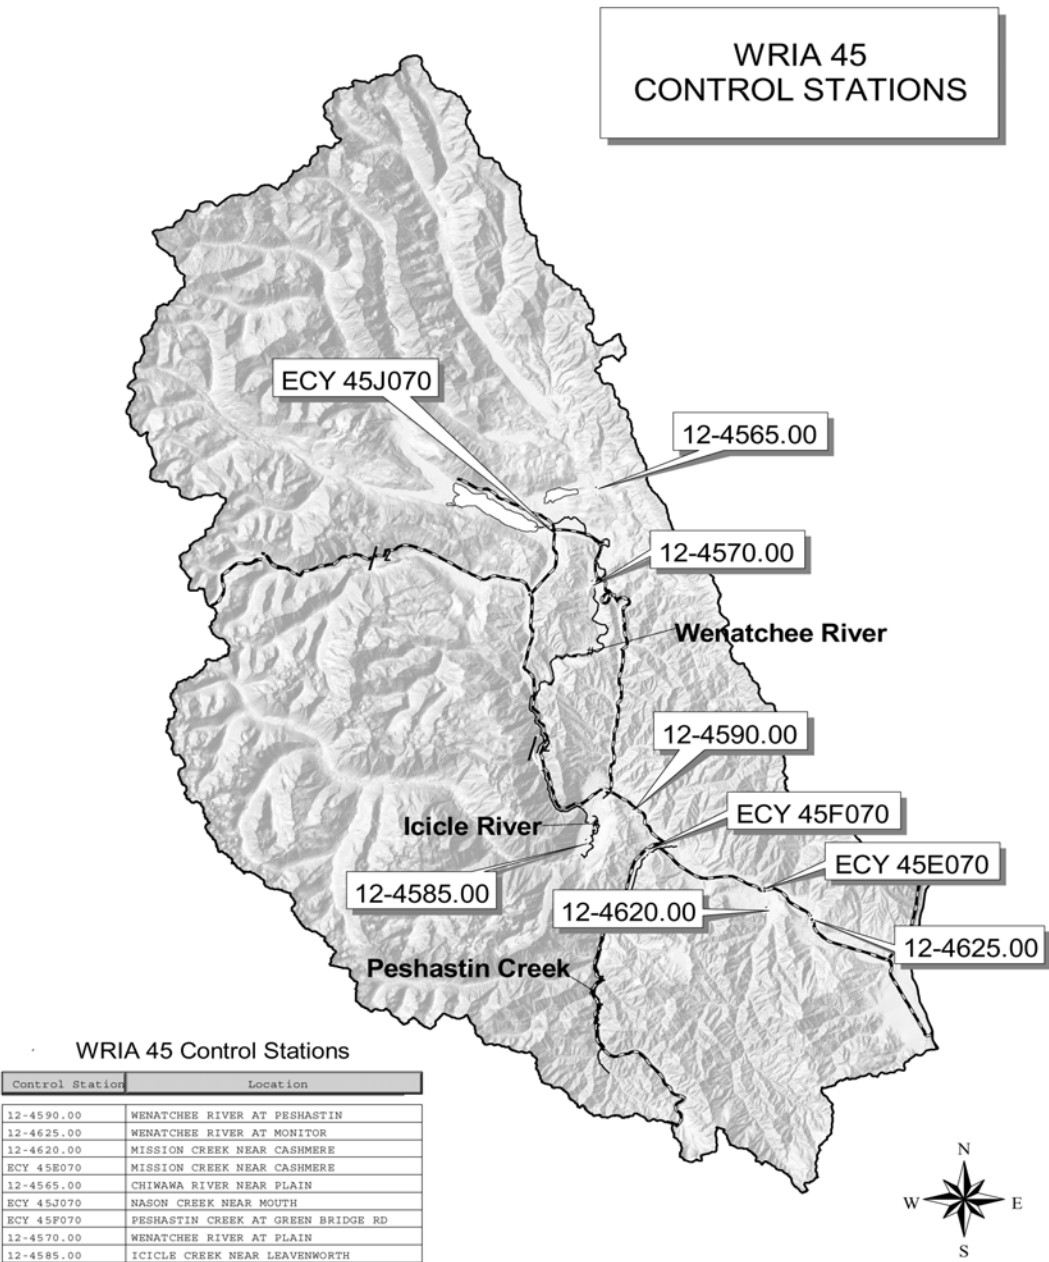 WRIA 45
CONTROL STATIONS
ECY 45J070
12-4565.00
12-4570.00
Wenatchee River
12-4590.00
ECY 45F070
Icicle River
ECY 45E070
12-4585.00
12-4620.00
12-4625.00
Peshastin Creek
WRIA 45 Control Stations
Control Station Location
12-4590.00 WENATCHEE RIVER AT PESHASTIN
12-4625.00 WENATCHEE RIVER AT MONITOR
12-4620.00 MISSION CREEK NEAR CASHMERE
ECY 45E070 MISSION CREEK NEAR CASHMERE
12-4565.00 CHIWAWA RIVER NEAR PLAIN
ECY 45J070 NASON CREEK NEAR MOUTH
ECY 45F070 PESHASTIN CREEK AT GREEN BRIDGE RD
12-4570.00 WENATCHEE RIVER AT PLAIN
12-4585.00 ICICLE CREEK NEAR LEAVENWORTH
N
W E
S